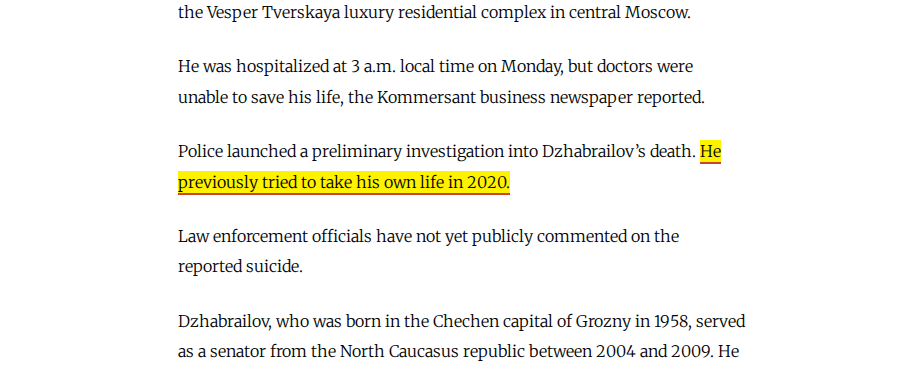 the Vesper Tverskaya luxury residential complex in central Moscow.
He was hospitalized at 3 a.m. local time on Monday, but doctors were
unable to save his life, the Kommersant business newspaper reported.
Police launched a preliminary investigation into Dzhabrailov’s death. He
previously tried to take his own life in 2020.
Law enforcement officials have not yet publicly commented on the
reported suicide.
Dzhabrailov, who was born in the Chechen capital of Grozny in 1958, served
as a senator from the North Caucasus republic between 2004 and 2009. He